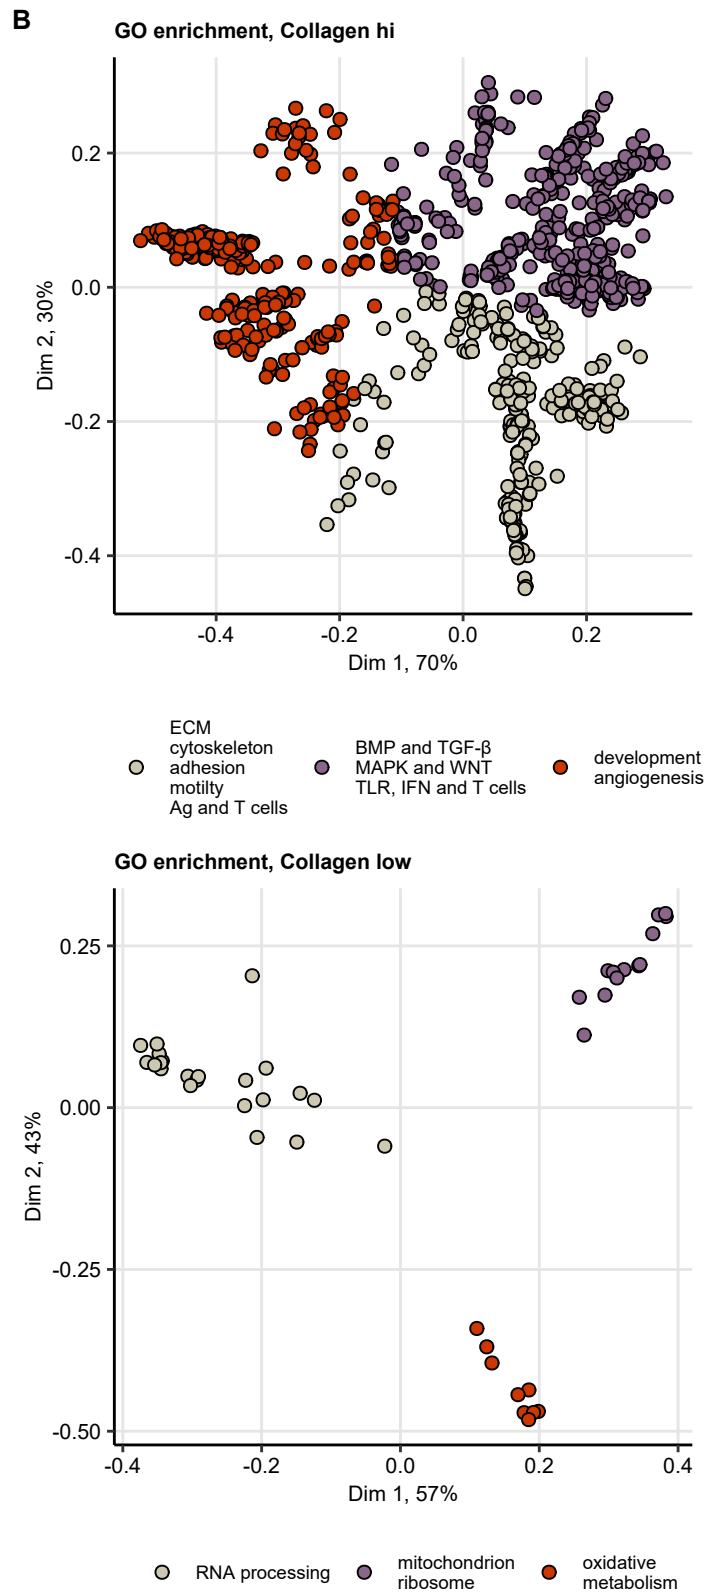 B
GO enrichment, Collagen hi
0.2
0.0
-0.2
-0.4
Dim 2, 30%
-0.4
-0.2
0.0
0.2
Dim 1, 70%
ECM
cytoskeleton
adhesion
motilty
Ag and T cells
BMP and TGF-β
MAPK and WNT
TLR, IFN and T cells
development
angiogenesis
GO enrichment, Collagen low
0.25
0.00
-0.25
-0.50
Dim 2, 43%
-0.4
-0.2
0.0
0.2
0.4
Dim 1, 57%
RNA processing
mitochondrion
ribosome
oxidative
metabolism